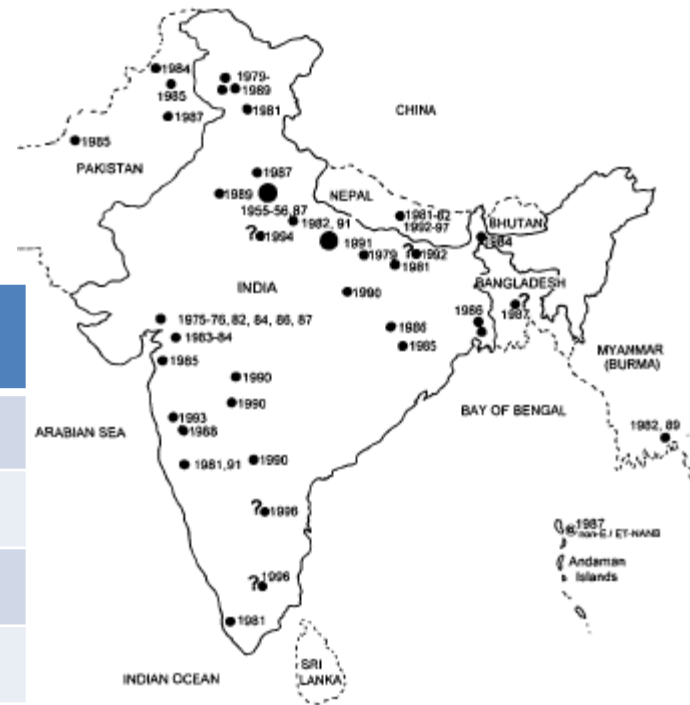 1984
1979-
1989
1985
1981
CHINA
1987
1985
PAKISTAN
1987
1989
NEPAL
1955-56, 87
1981-82
1992-97
BHUTAN
1982, 91
1984
? 1994
1991
? 1992
1979
1981
BANGLADESH
INDIA
1990
?
1987
1986
1975-76, 82, 84, 86, 87
1986
1983-84
1985
MYANMAR
(BURMA)
1985
1990
1990
BAY OF BENGAL
1993
1988
ARABIAN SEA
1982, 89
1981, 91
1990
? 1996
1987
non-E / ET-NANB
Andaman
Islands
? 1996
1981
SRI
LANKA
INDIAN OCEAN